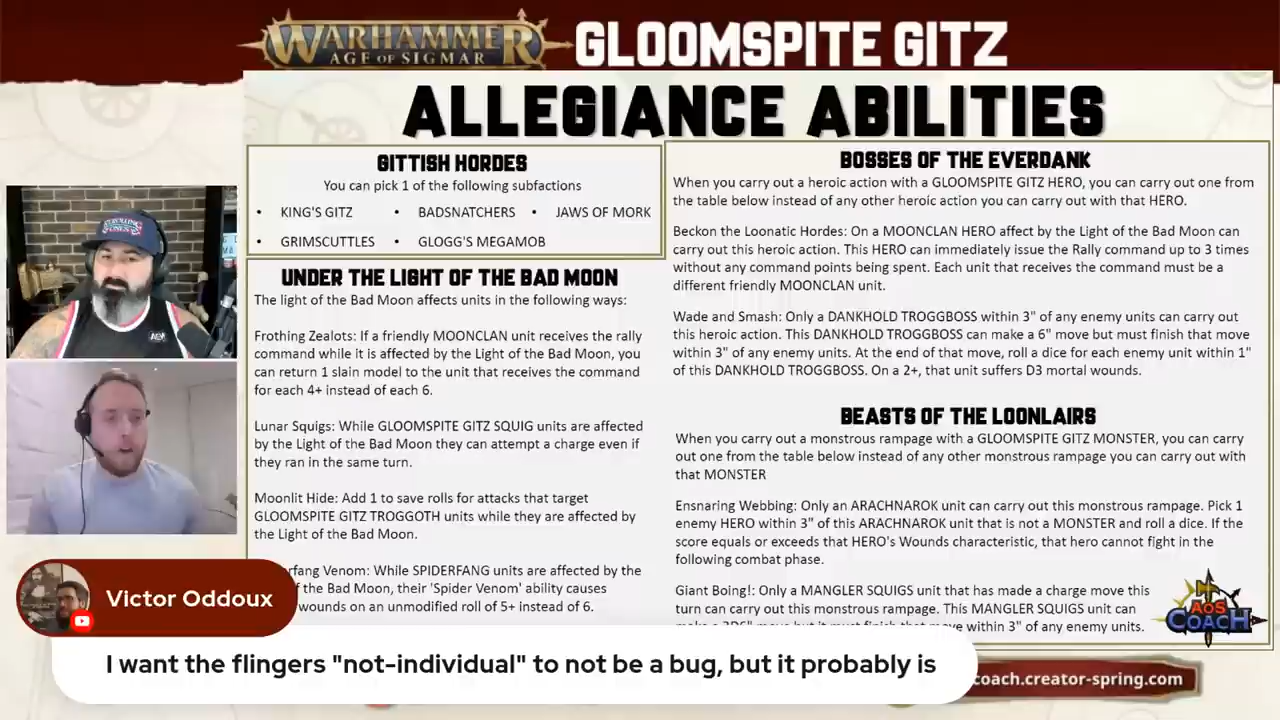 WARHAMMER
AGE OF SIGMAR
GLOOMSPITE GITZ
ALLEGIANCE ABILITIES
GITTISH HORDES
You can pick 1 of the following subfactions
• KING'S GITZ • BADSNATCHERS • JAWS OF MORK
• GRIMSCUTTLES • GLOGG'S MEGAMOB
UNDER THE LIGHT OF THE BAD MOON
The light of the Bad Moon affects units in the following ways:
Frothing Zealots: If a friendly MOONCLAN unit receives the rally
command while it is affected by the Light of the Bad Moon, you
can return 1 slain model to the unit that receives the command
for each 4+ instead of each 6.
Lunar Squigs: While GLOOMSPITE GITZ SQUIG units are affected
by the Light of the Bad Moon they can attempt a charge even if
they ran in the same turn.
Moonlit Hide: Add 1 to save rolls for attacks that target
GLOOMSPITE GITZ TROGGOTH units while they are affected by
the Light of the Bad Moon.
rfang Venom: While SPIDERFANG units are affected by the
f the Bad Moon, their 'Spider Venom' ability causes
wounds on an unmodified roll of 5+ instead of 6.
BOSSES OF THE EVERDANK
When you carry out a heroic action with a GLOOMSPITE GITZ HERO, you can carry out one from
the table below instead of any other heroic action you can carry out with that HERO.
Beckon the Loonatic Hordes: On a MOONCLAN HERO affect by the Light of the Bad Moon can
carry out this heroic action. This HERO can immediately issue the Rally command up to 3 times
without any command points being spent. Each unit that receives the command must be a
different friendly MOONCLAN unit.
Wade and Smash: Only a DANKHOLD TROGGBOSS within 3" of any enemy units can carry out
this heroic action. This DANKHOLD TROGGBOSS can make a 6" move but must finish that move
within 3" of any enemy units. At the end of that move, roll a dice for each enemy unit within 1"
of this DANKHOLD TROGGBOSS. On a 2+, that unit suffers D3 mortal wounds.
BEASTS OF THE LOONLAIRS
When you carry out a monstrous rampage with a GLOOMSPITE GITZ MONSTER, you can carry
out one from the table below instead of any other monstrous rampage you can carry out with
that MONSTER
Ensnaring Webbing: Only an ARACHNAROK unit can carry out this monstrous rampage. Pick 1
enemy HERO within 3" of this ARACHNAROK unit that is not a MONSTER and roll a dice. If the
score equals or exceeds that HERO's Wounds characteristic, that hero cannot fight in the
following combat phase.
Giant Boing!: Only a MANGLER SQUIGS unit that has made a charge move this
turn can carry out this monstrous rampage. This MANGLER SQUIGS unit can
make a 2D6" move but it must finish that move within 3" of any enemy units.
AoS
COACH
Victor Oddoux
I want the flingers "not-individual" to not be a bug, but it probably is
coach.creator-spring.com